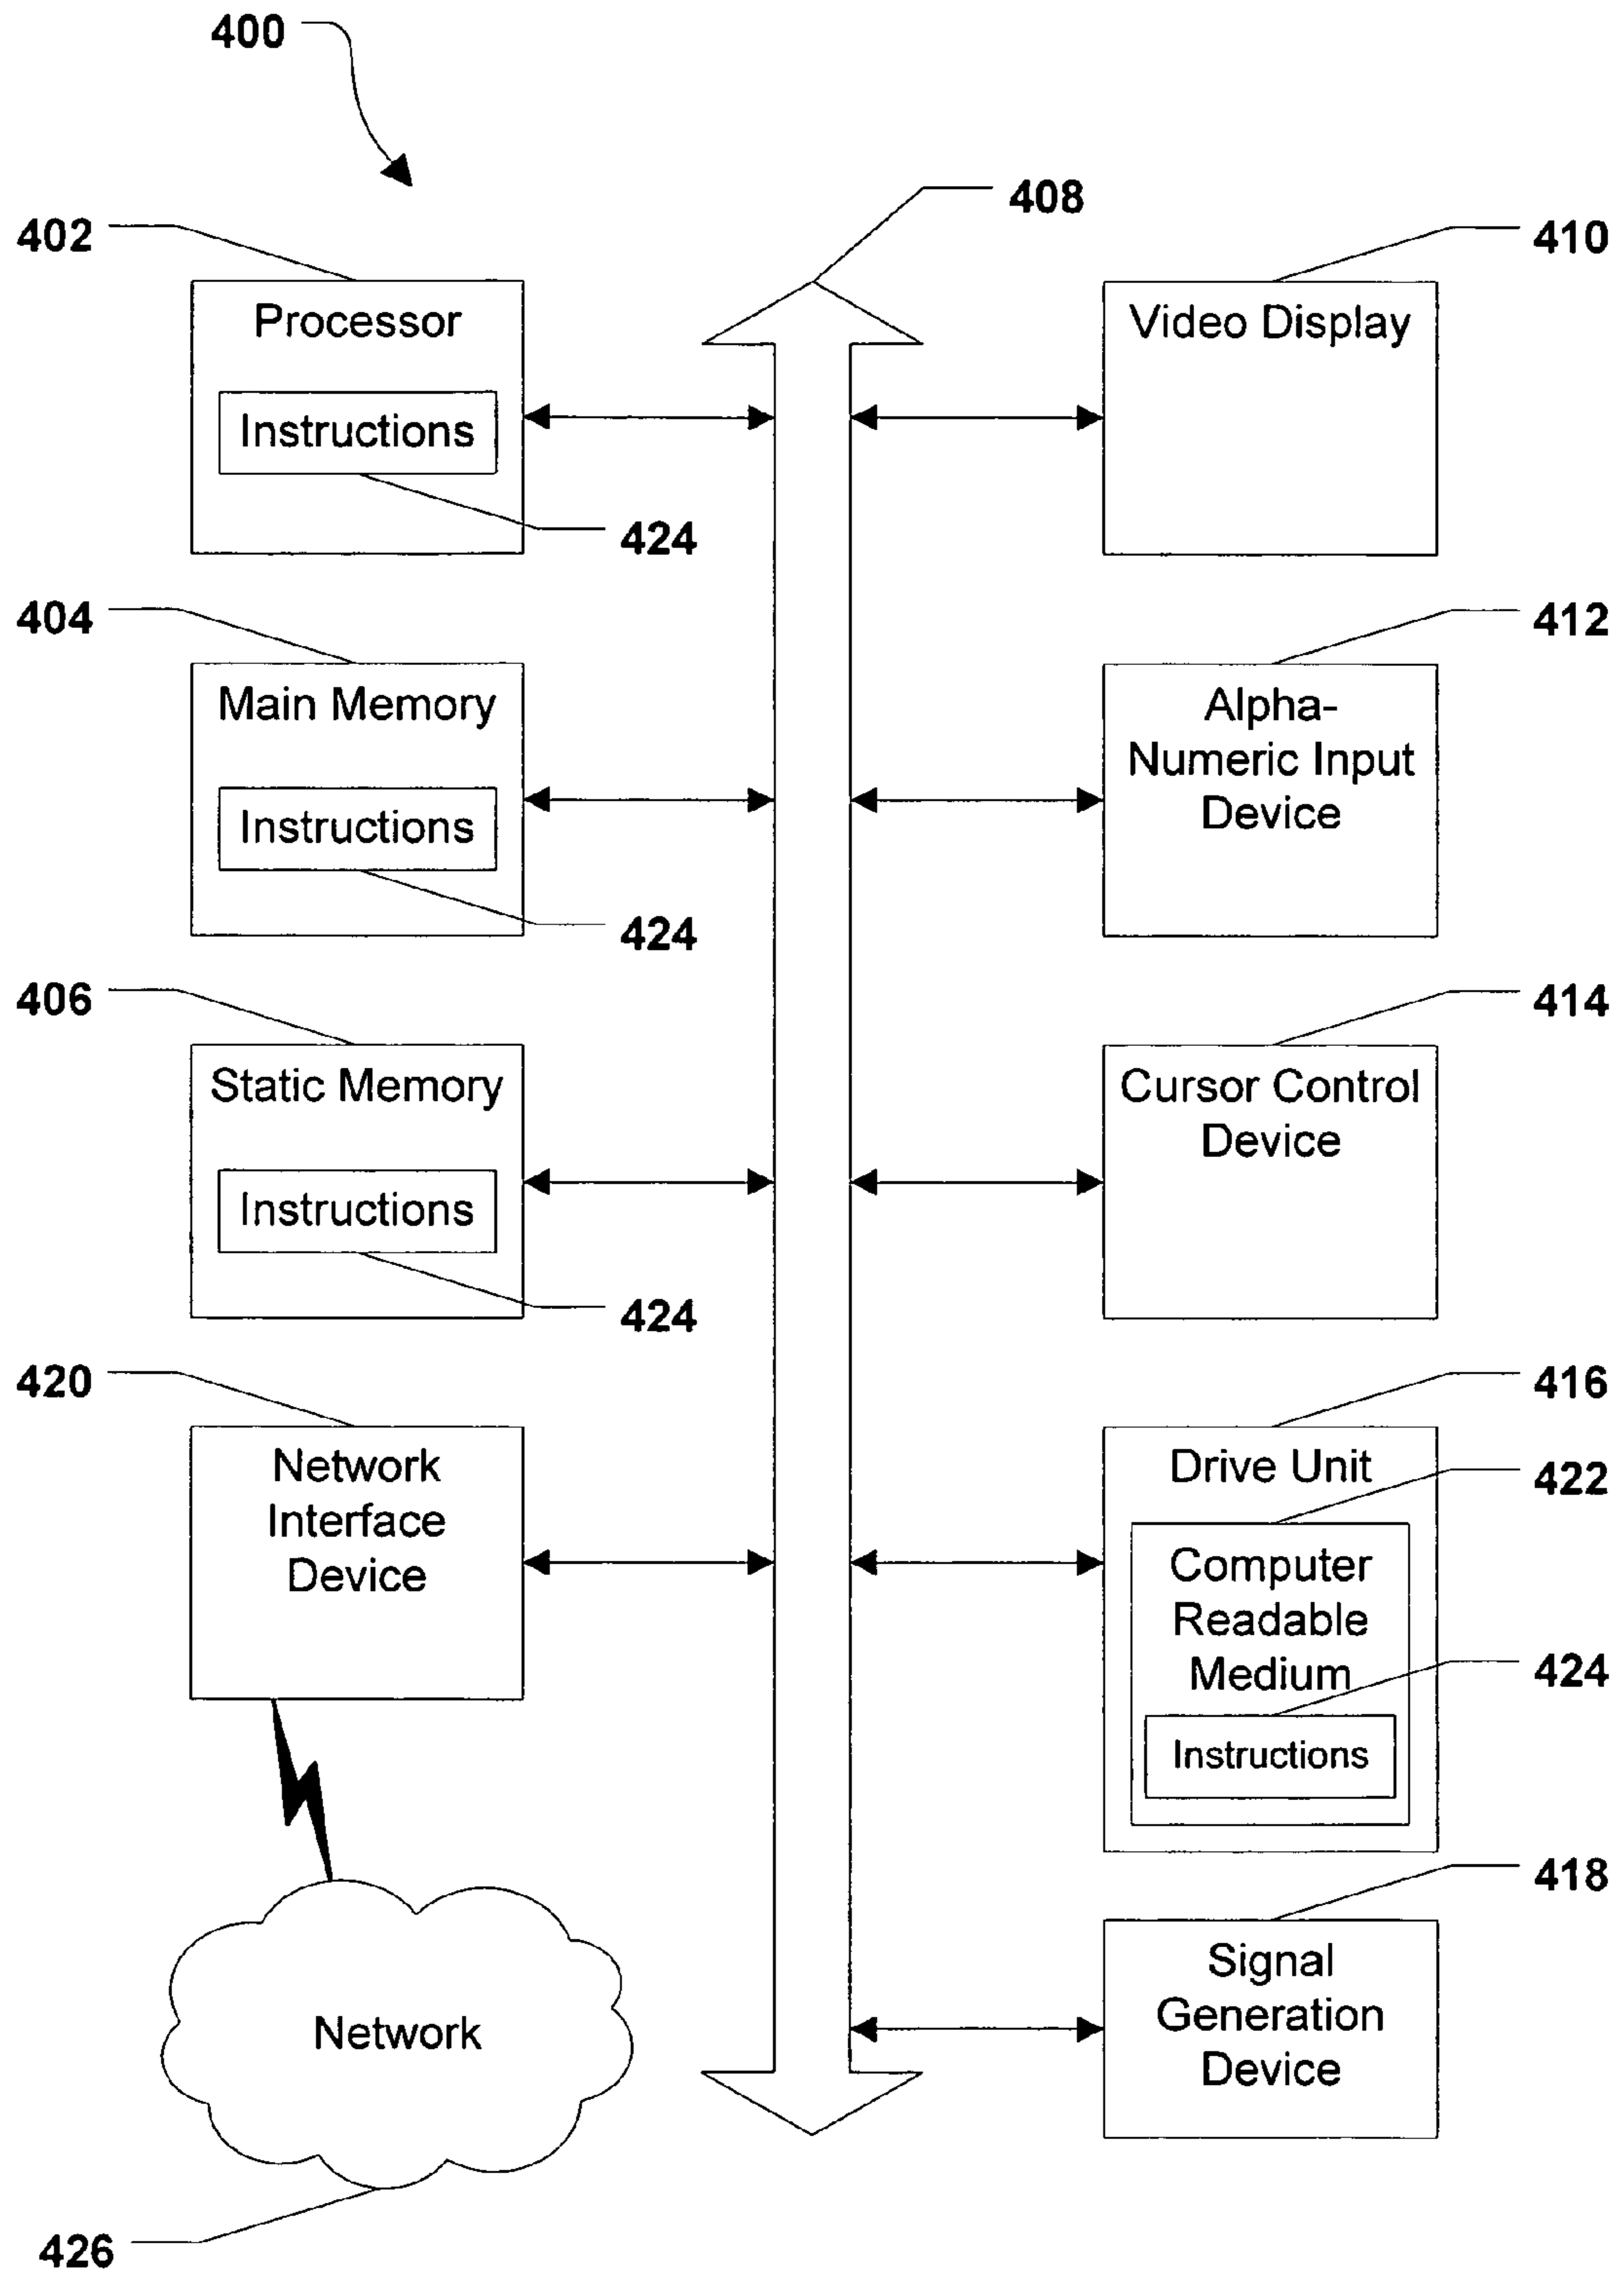 400
408
402
410
Processor
Instructions
424
Video Display
404
412
Main Memory
Instructions
424
Alpha-
Numeric Input
Device
406
414
Static Memory
Instructions
424
Cursor Control
Device
420
416
Network
Interface
Device
Drive Unit
422
Computer
Readable
Medium
424
Instructions
418
Signal
Generation
Device
Network
426